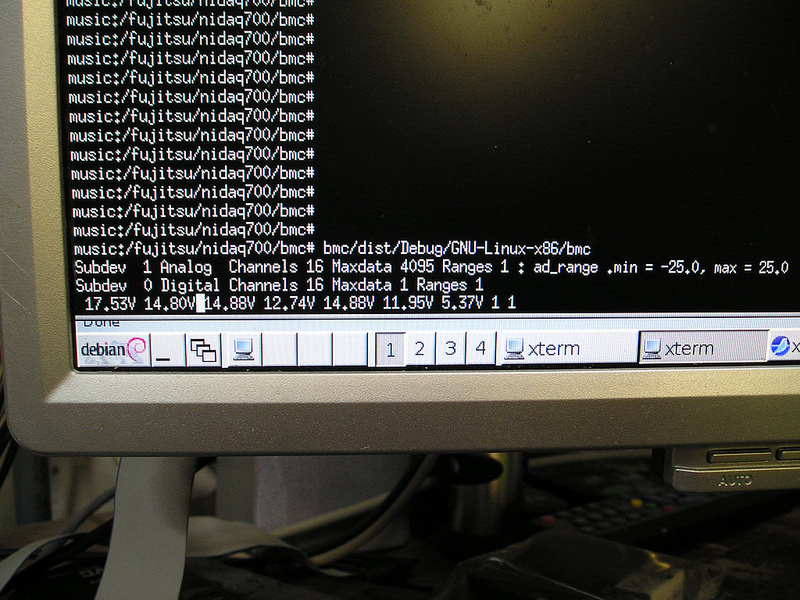 music:/fujitsu/nidaq700/bmc#
music:/fujitsu/nidaq700/bmc#
music:/fujitsu/nidaq700/bmc#
music:/fujitsu/nidaq700/bmc#
music:/fujitsu/nidaq700/bmc#
music:/fujitsu/nidaq700/bmc#
music:/fujitsu/nidaq700/bmc#
music:/fujitsu/nidaq700/bmc#
music:/fujitsu/nidaq700/bmc#
music:/fujitsu/nidaq700/bmc#
music:/fujitsu/nidaq700/bmc#
music:/fujitsu/nidaq700/bmc#
music:/fujitsu/nidaq700/bmc#
music:/fujitsu/nidaq700/bmc# bmc/dist/Debug/GNU-Linux-x86/bmc
Subdev 1 Analog Channels 16 Maxdata 4095 Ranges 1 : ad_range .min = -25.0, max = 25.0
Subdev 0 Digital Channels 16 Maxdata 1 Ranges 1
17.53V 14.80V 14.88V 12.74V 14.88V 11.95V 5.37V 1 1
Done
debian 1 2 3 4 xterm xterm x
AUTO